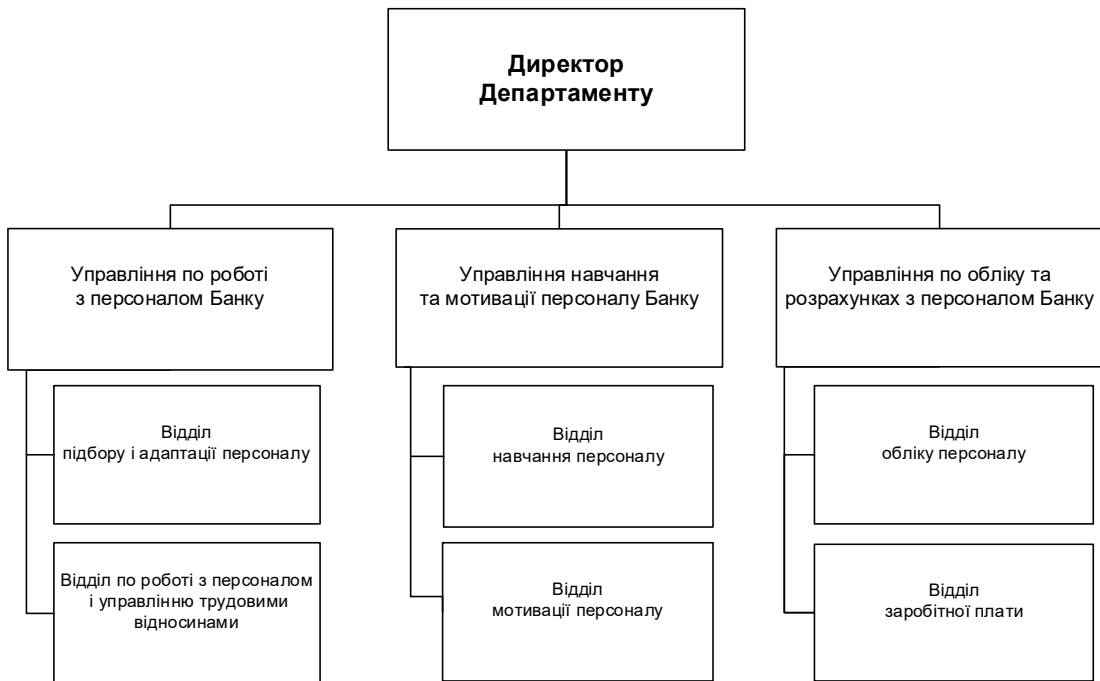 Директор
Департаменту
Управління по роботі
з персоналом Банку
Управління навчання
та мотивації персоналу Банку
Управління по обліку та
розрахунках з персоналом Банку
Відділ
підбору і адаптації персоналу
Відділ
навчання персоналу
Відділ
обліку персоналу
Відділ по роботі з персоналом
і управлінню трудовими
відносинами
Відділ
мотивації персоналу
Відділ
заробітної плати